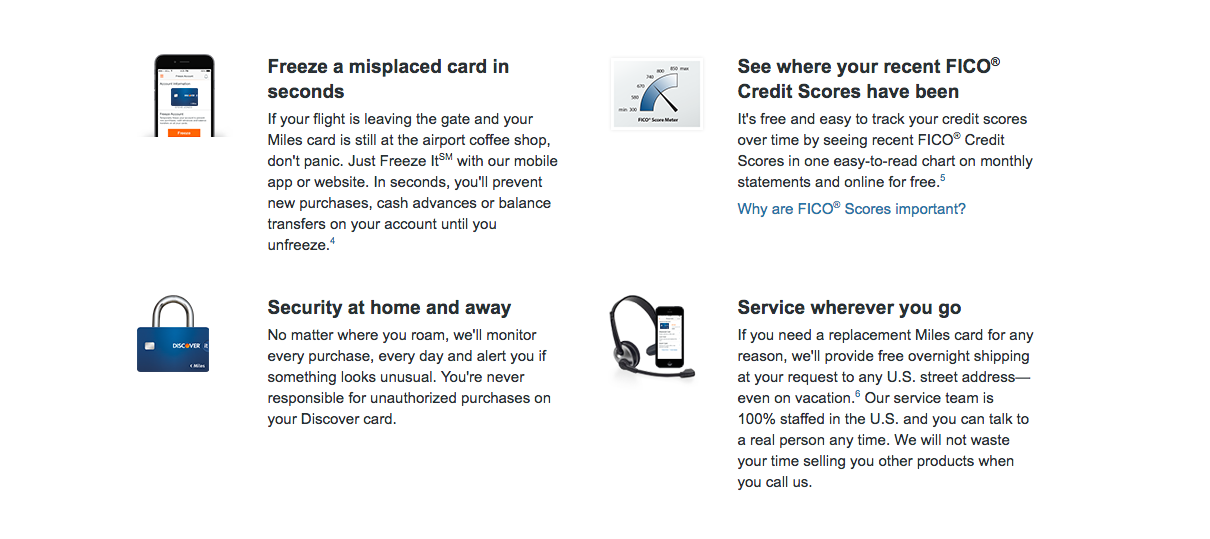 Freeze a misplaced card in
seconds
If your flight is leaving the gate and your
Miles card is still at the airport coffee shop,
don't panic. Just Freeze It℠ with our mobile
app or website. In seconds, you'll prevent
new purchases, cash advances or balance
transfers on your account until you
unfreeze.4
min 300
580
670
740
800
850 max
FICO® Score Meter
See where your recent FICO®
Credit Scores have been
It's free and easy to track your credit scores
over time by seeing recent FICO® Credit
Scores in one easy-to-read chart on monthly
statements and online for free.5
Why are FICO® Scores important?
DISCOVER it
Miles
Security at home and away
No matter where you roam, we'll monitor
every purchase, every day and alert you if
something looks unusual. You're never
responsible for unauthorized purchases on
your Discover card.
Service wherever you go
If you need a replacement Miles card for any
reason, we'll provide free overnight shipping
at your request to any U.S. street address—
even on vacation.6 Our service team is
100% staffed in the U.S. and you can talk to
a real person any time. We will not waste
your time selling you other products when
you call us.
Freeze Account
Account Information
Freeze Account
Freeze